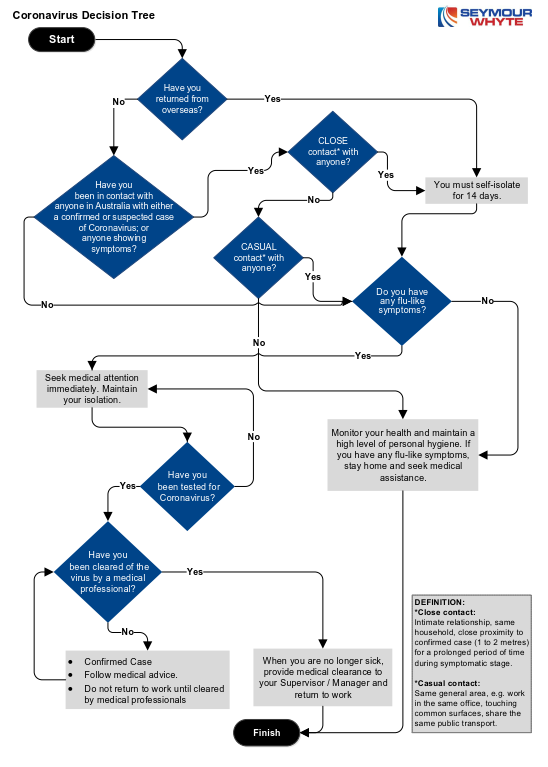 Coronavirus Decision Tree
SEYMOUR
WHYTE
Start
Have you
returned from
overseas?
No
Yes
CLOSE
contact* with
anyone?
Yes
Yes
Have you
been in contact with
anyone in Australia with either
a confirmed or suspected case
of Coronavirus; or
anyone showing
symptoms?
You must self-isolate
for 14 days.
No
CASUAL
contact* with
anyone?
Yes
Do you have
any flu-like
symptoms?
No
No
No
Yes
Seek medical attention
immediately. Maintain
your isolation.
Monitor your health and maintain a
high level of personal hygiene. If
you have any flu-like symptoms,
stay home and seek medical
assistance.
No
Have you
been tested for
Coronavirus?
Yes
Have you
been cleared of the
virus by a medical
professional?
Yes
No
• Confirmed Case
• Follow medical advice.
• Do not return to work until cleared
by medical professionals
When you are no longer sick,
provide medical clearance to
your Supervisor / Manager and
return to work
DEFINITION:
*Close contact:
Intimate relationship, same
household, close proximity to
confirmed case (1 to 2 metres)
for a prolonged period of time
during symptomatic stage.
*Casual contact:
Same general area, e.g. work
in the same office, touching
common surfaces, share the
same public transport.
Finish